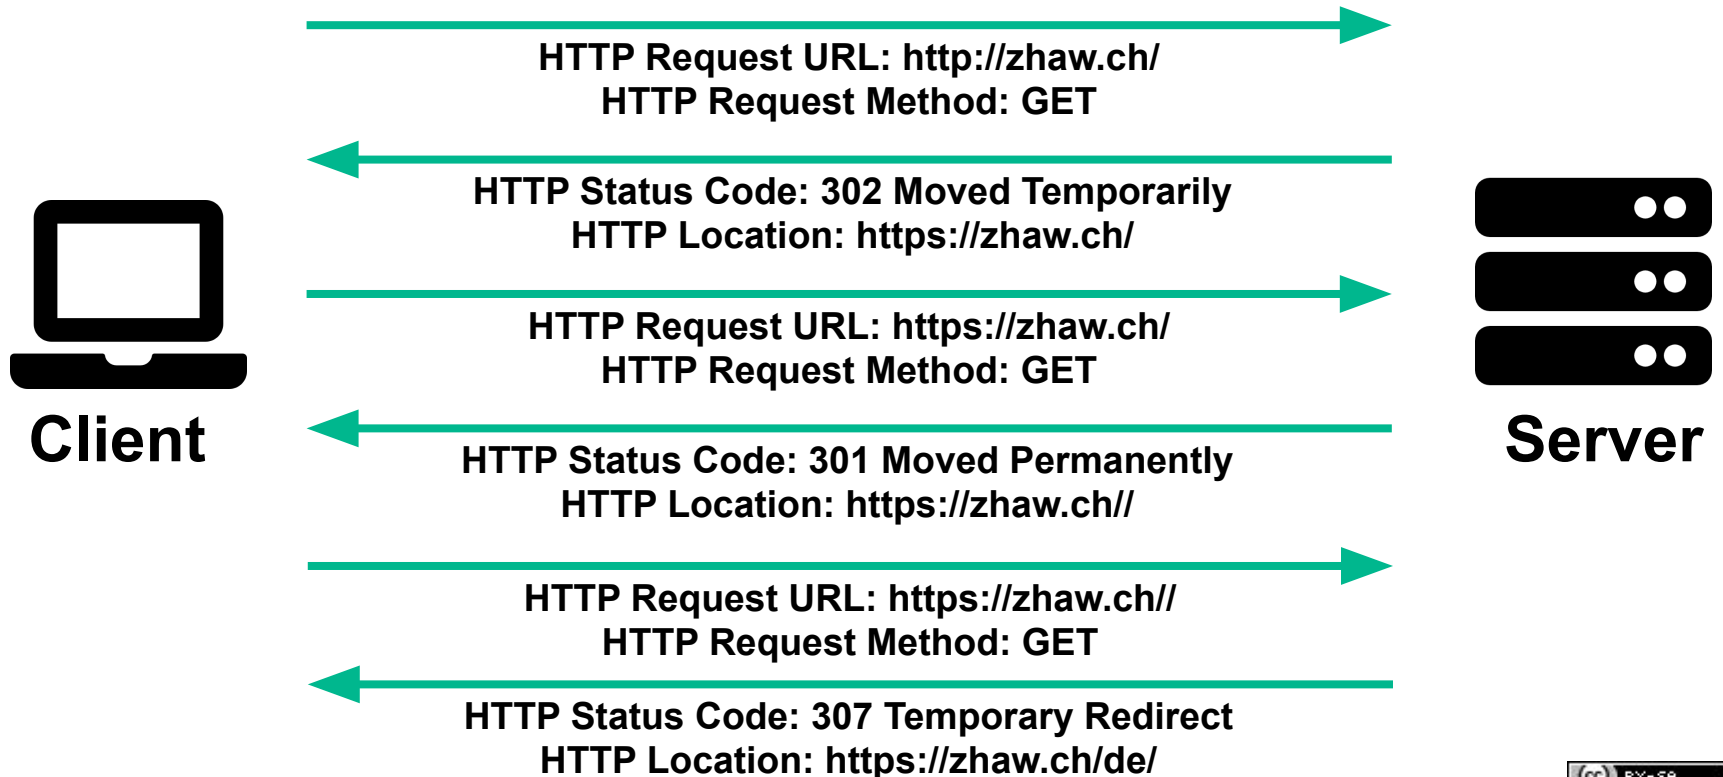 HTTP Request URL: http://zhaw.ch/
HTTP Request Method: GET
HTTP Status Code: 302 Moved Temporarily
HTTP Location: https://zhaw.ch/
HTTP Request URL: https://zhaw.ch/
HTTP Request Method: GET
Client
Server
HTTP Status Code: 301 Moved Permanently
HTTP Location: https://zhaw.ch//
HTTP Request URL: https://zhaw.ch//
HTTP Request Method: GET
HTTP Status Code: 307 Temporary Redirect
HTTP Location: https://zhaw.ch/de/
(cc) BY-SA